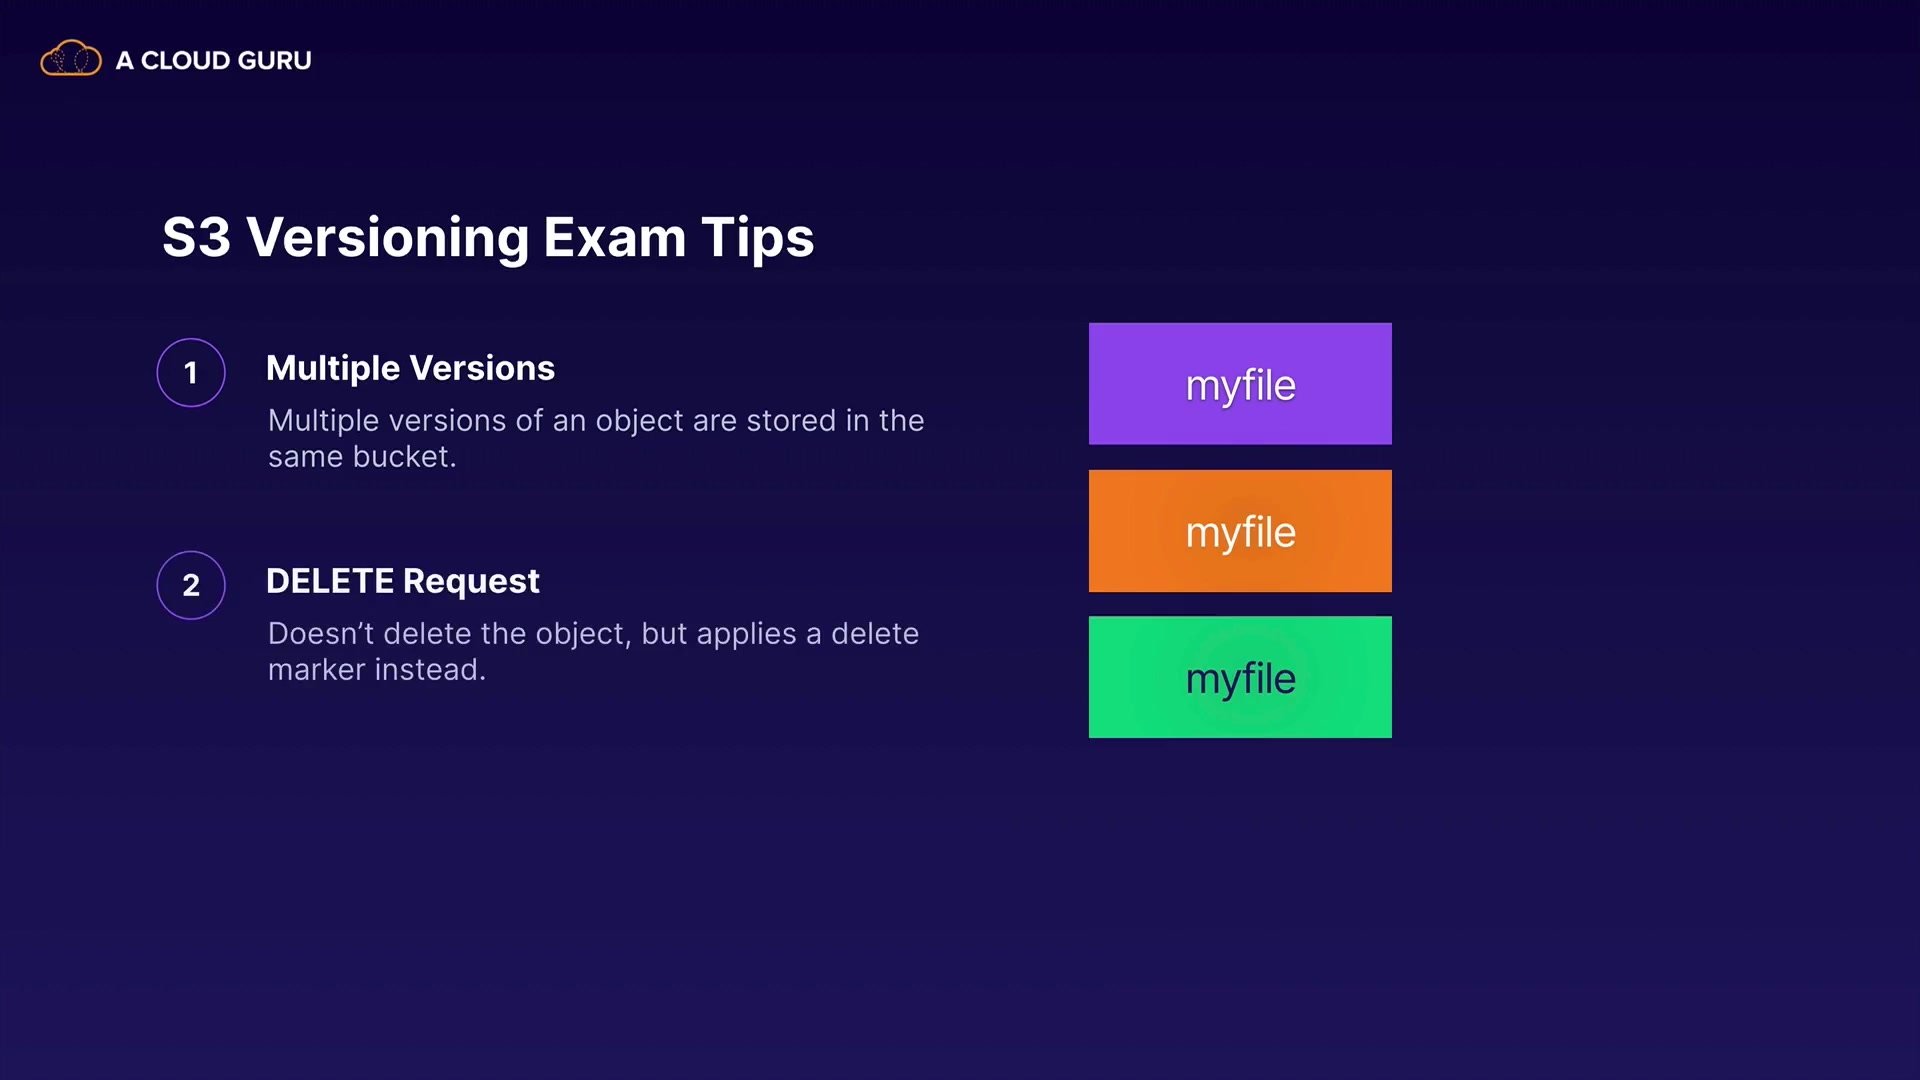 A CLOUD GURU
S3 Versioning Exam Tips
1
Multiple Versions
Multiple versions of an object are stored in the
same bucket.
2
DELETE Request
Doesn’t delete the object, but applies a delete
marker instead.
myfile
myfile
myfile